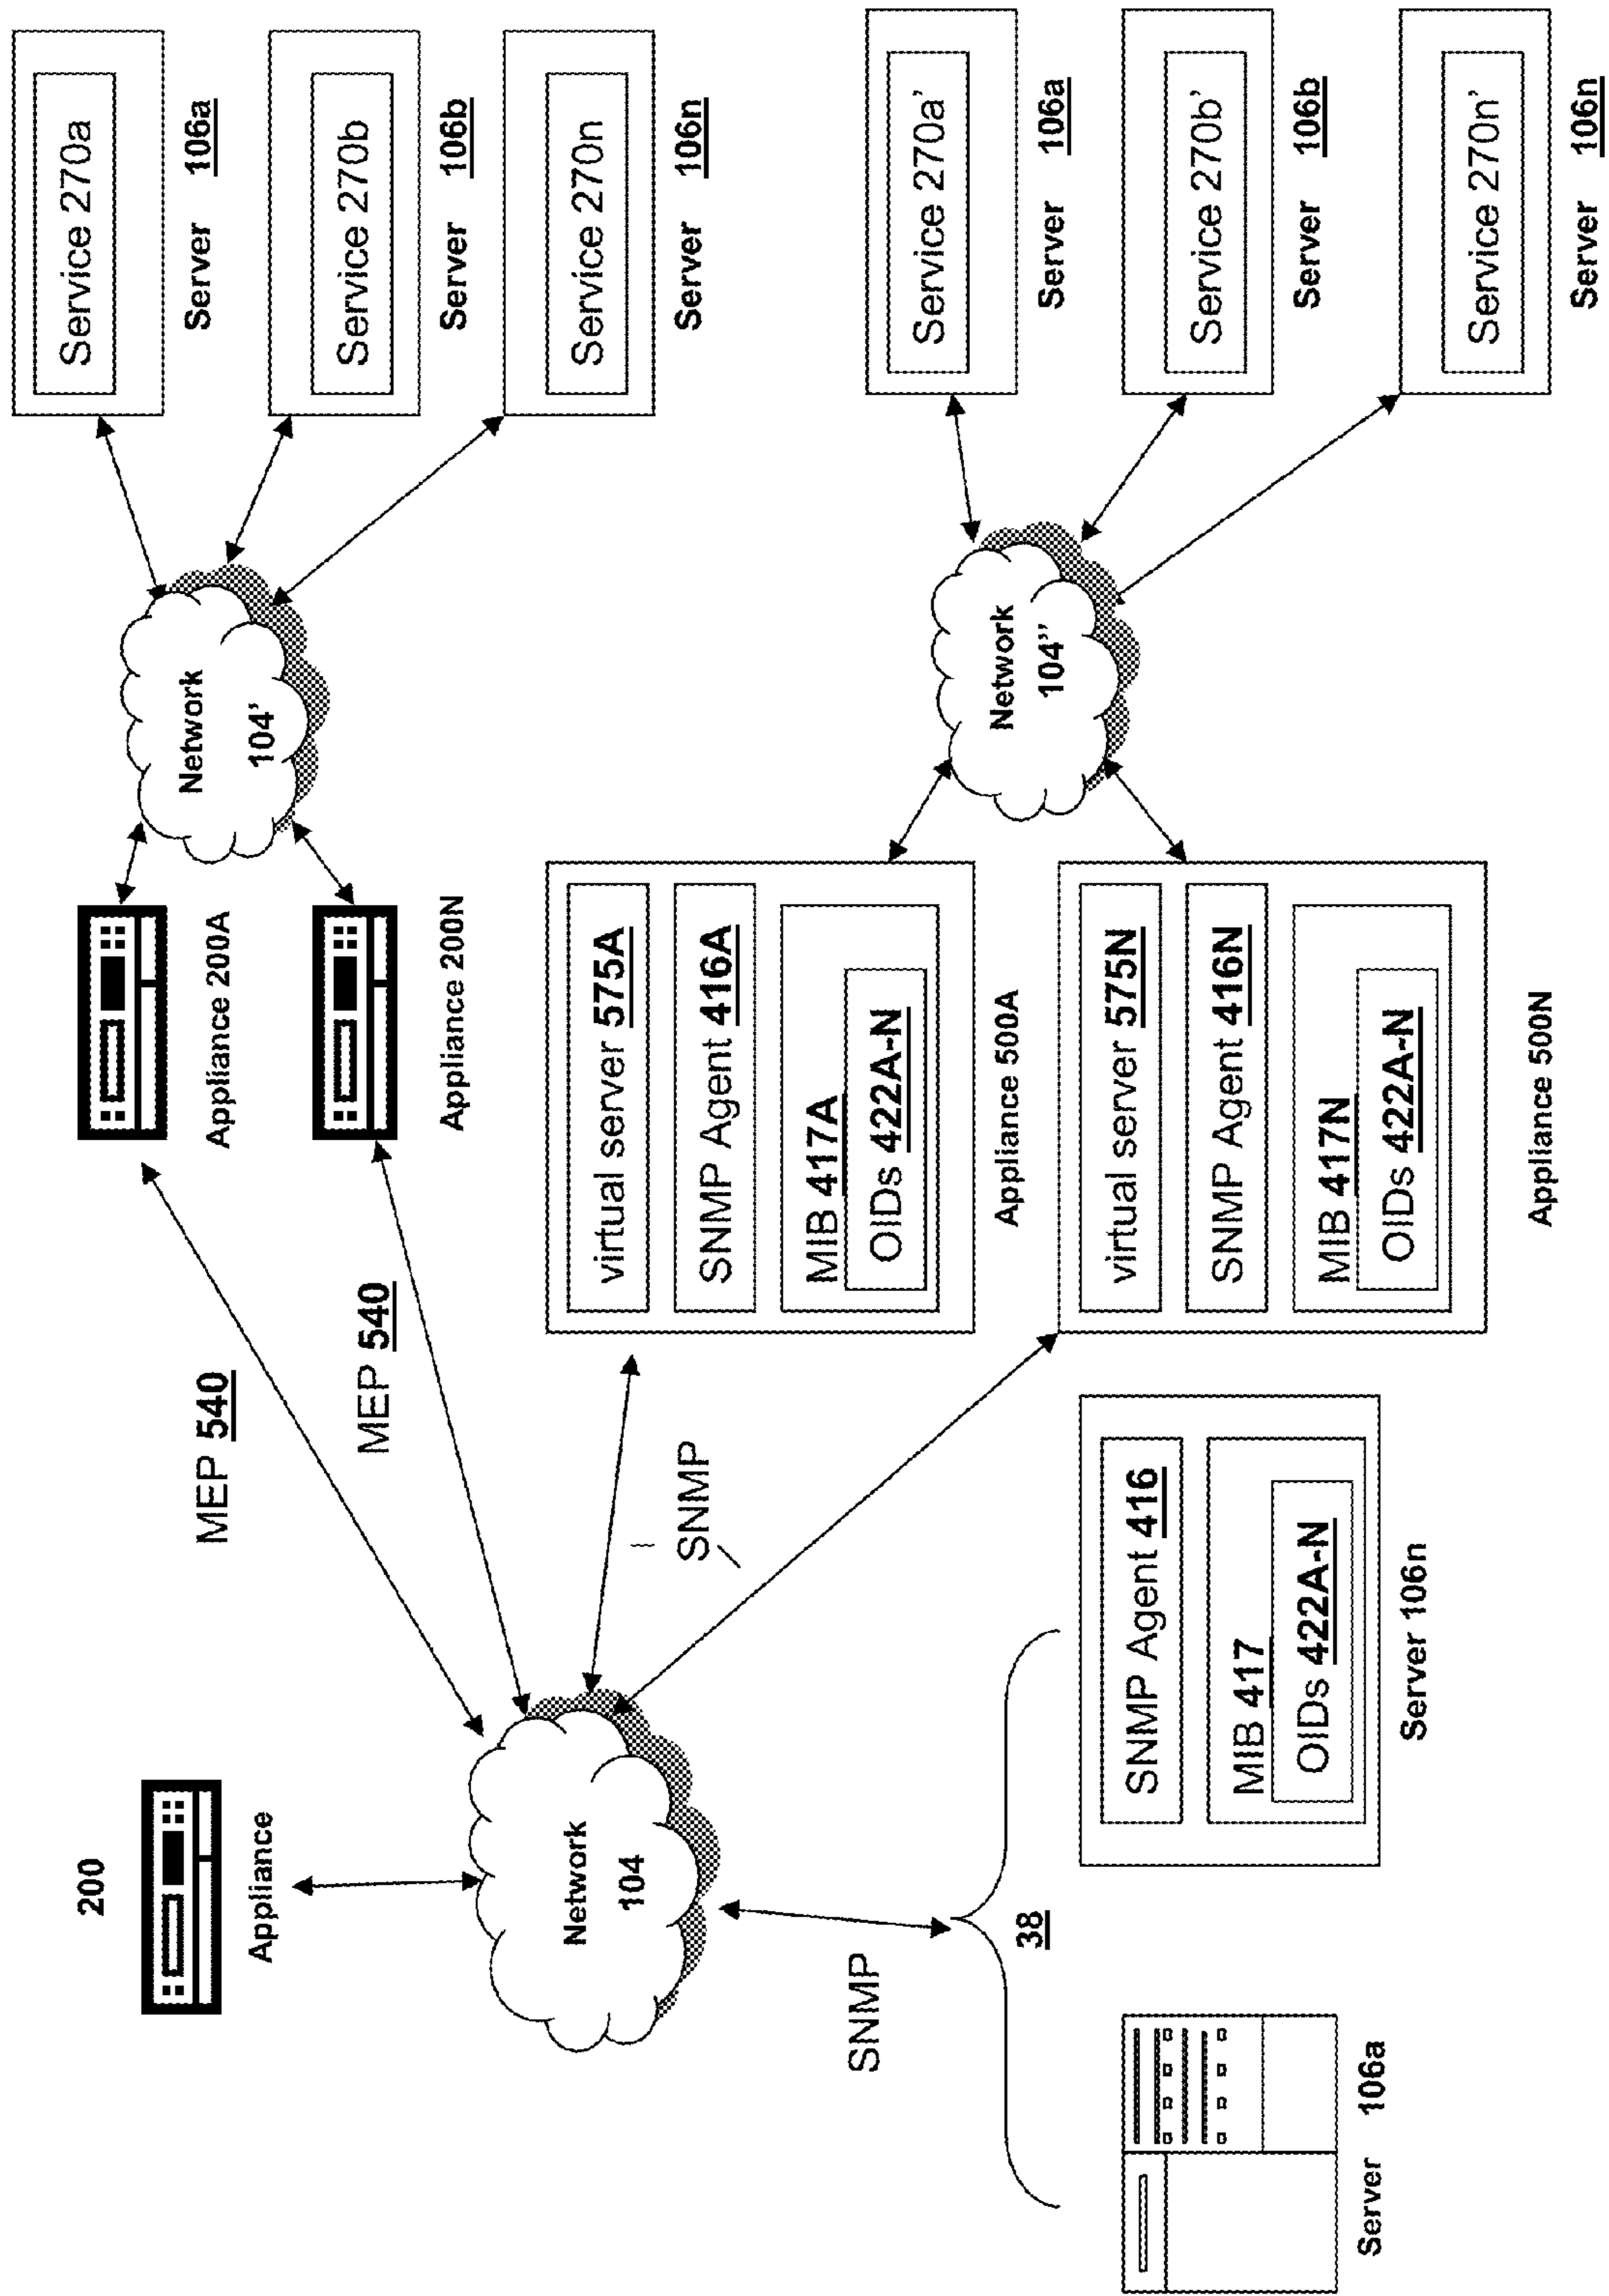 200
Appliance
Network
104
MEP 540
MEP 540
SNMP
SNMP
38
Server 106a
SNMP Agent 416
MIB 417
OIDs 422A-N
Server 106n
Appliance 200A
Appliance 200N
virtual server 575A
SNMP Agent 416A
MIB 417A
OIDs 422A-N
Appliance 500A
virtual server 575N
SNMP Agent 416N
MIB 417N
OIDs 422A-N
Appliance 500N
Network
104'
Network
104"
Service 270a
Server 106a
Service 270b
Server 106b
Service 270n
Server 106n
Service 270a'
Server 106a
Service 270b'
Server 106b
Service 270n'
Server 106n